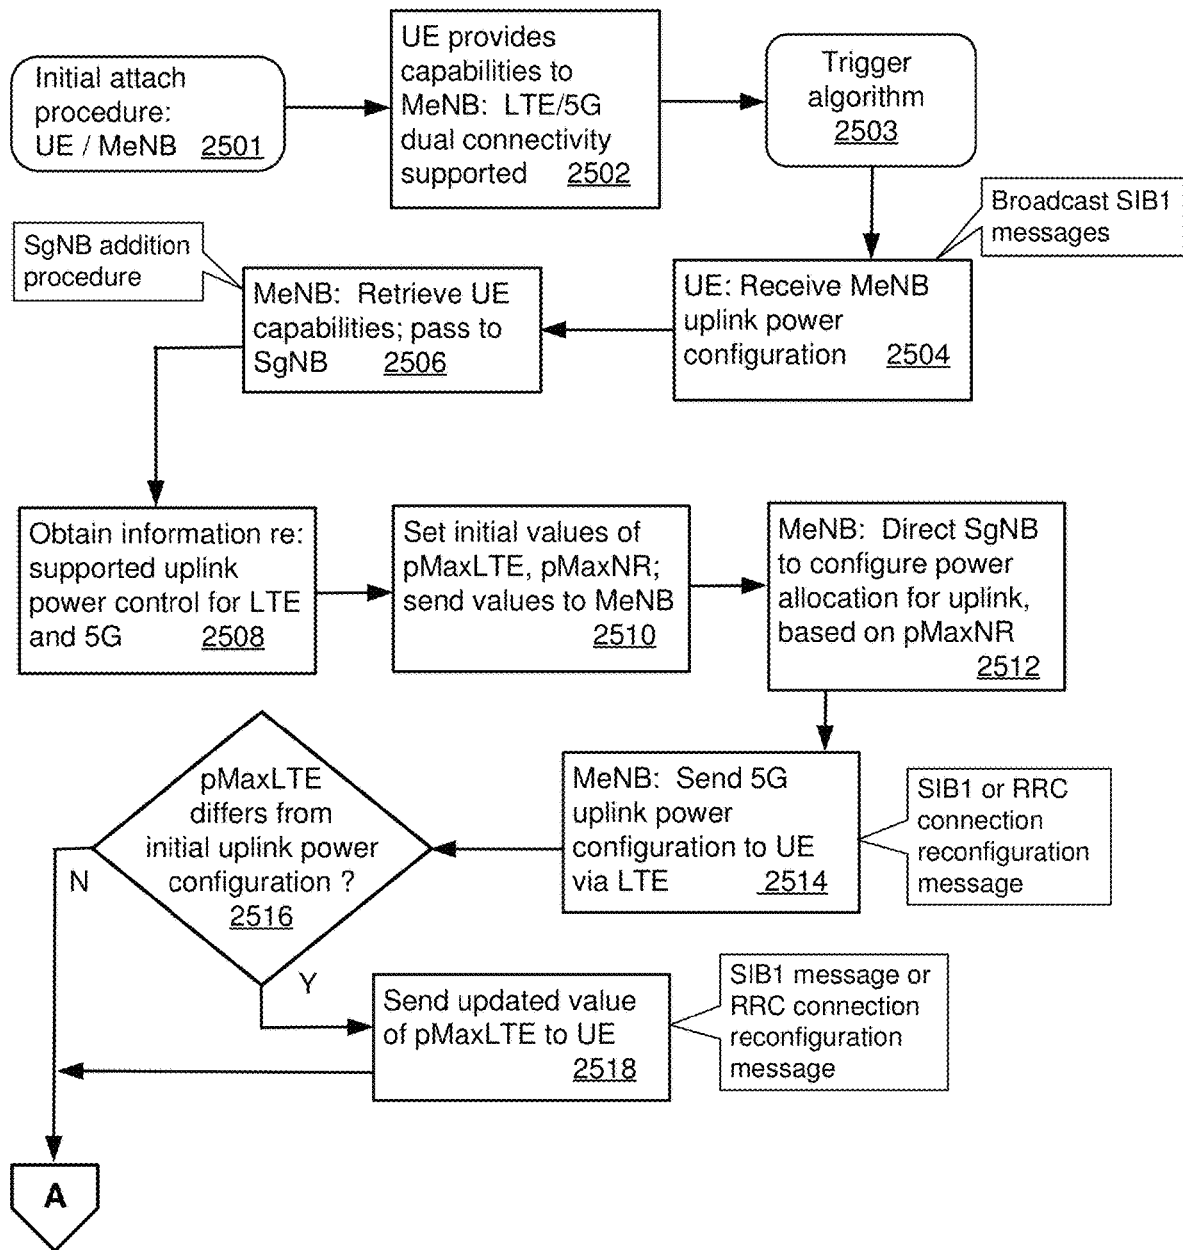 Initial attach
procedure:
UE / MeNB 2501
UE provides
capabilities to
MeNB: LTE/5G
dual connectivity
supported 2502
Trigger
algorithm
2503
Broadcast SIB1
messages
SgNB addition
procedure
MeNB: Retrieve UE
capabilities; pass to
SgNB 2506
UE: Receive MeNB
uplink power
configuration 2504
Obtain information re:
supported uplink
power control for LTE
and 5G 2508
Set initial values of
pMaxLTE, pMaxNR;
send values to MeNB
2510
MeNB: Direct SgNB
to configure power
allocation for uplink,
based on pMaxNR
2512
pMaxLTE
differs from
initial uplink power
configuration ?
2516
N
Y
MeNB: Send 5G
uplink power
configuration to UE
via LTE 2514
SIB1 or RRC
connection
reconfiguration
message
Send updated value
of pMaxLTE to UE
2518
SIB1 message or
RRC connection
reconfiguration
message
A